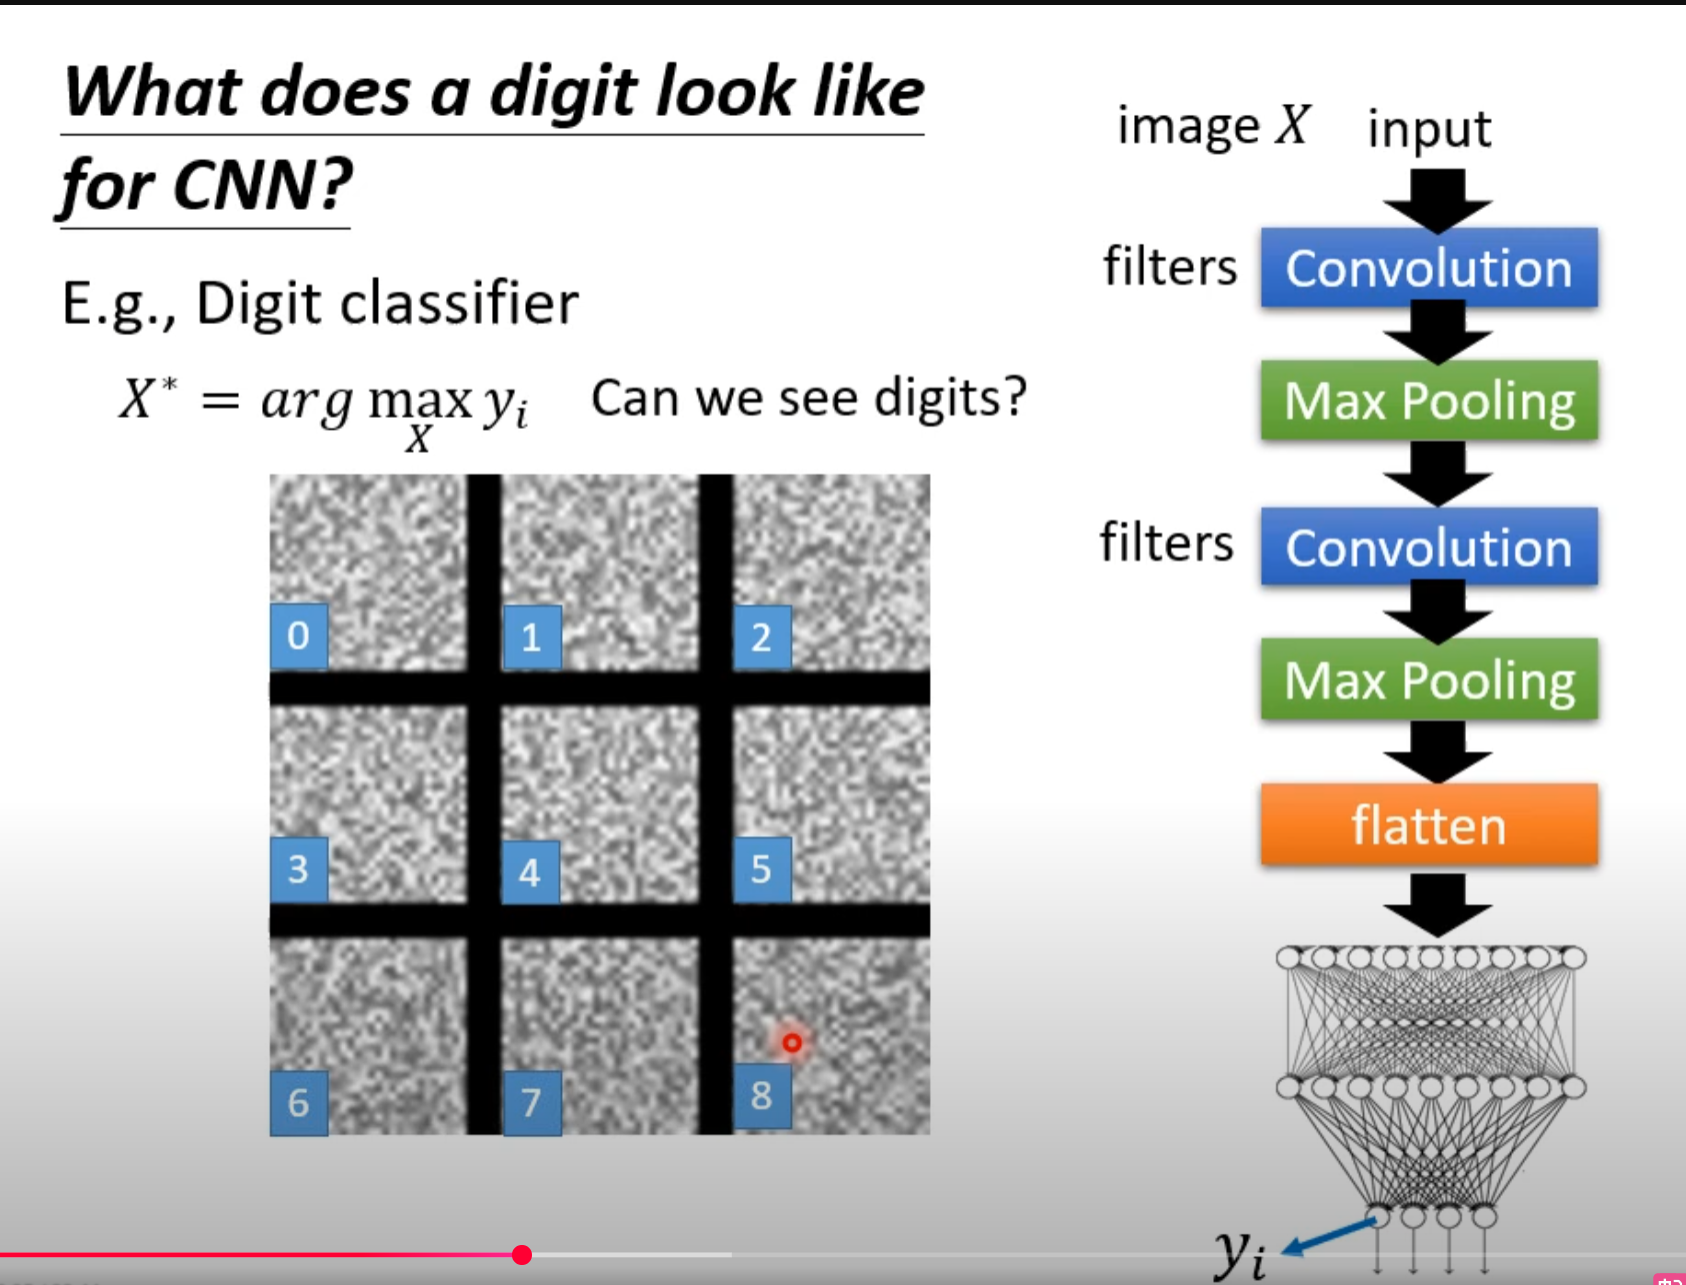 What does a digit look like
for CNN?
E.g., Digit classifier
X* = arg max y_i Can we see digits?
X
0
1
2
3
4
5
6
7
8
image X input
filters Convolution
Max Pooling
filters Convolution
Max Pooling
flatten
y_i